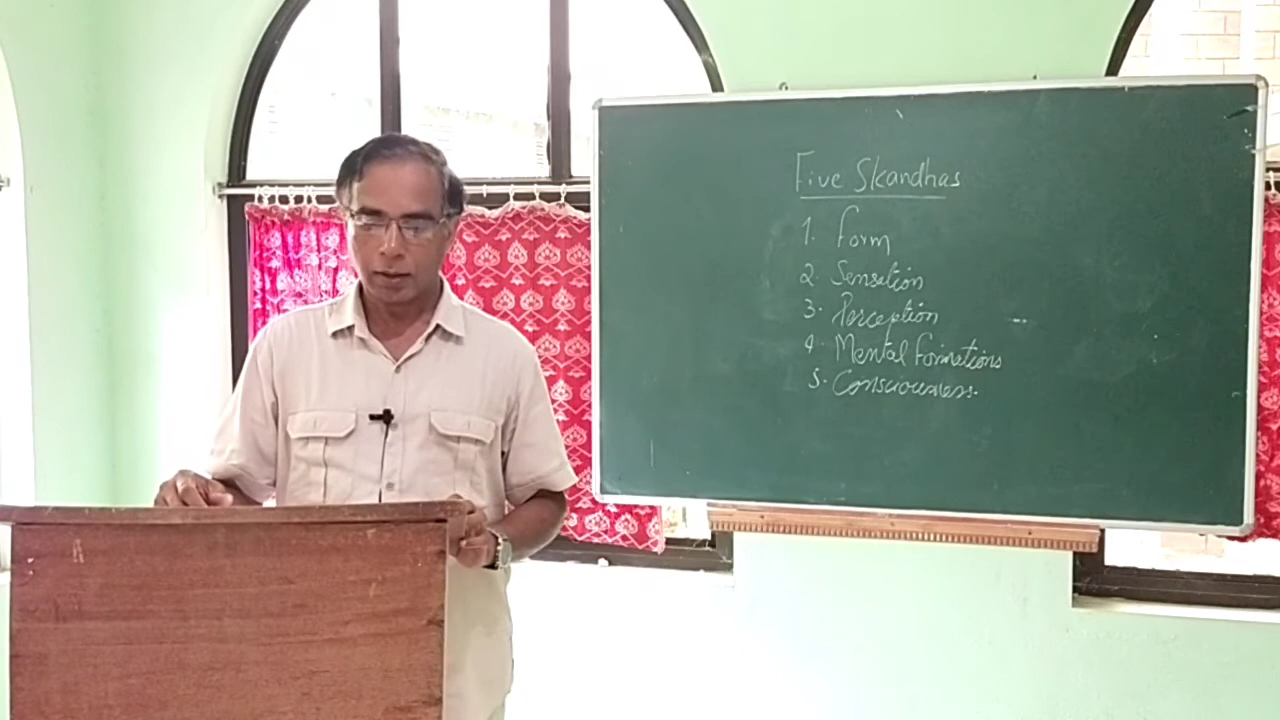 Five Skandhas
1. Form
2. Sensation
3. Perception
4. Mental Formations
5. Consciousness.